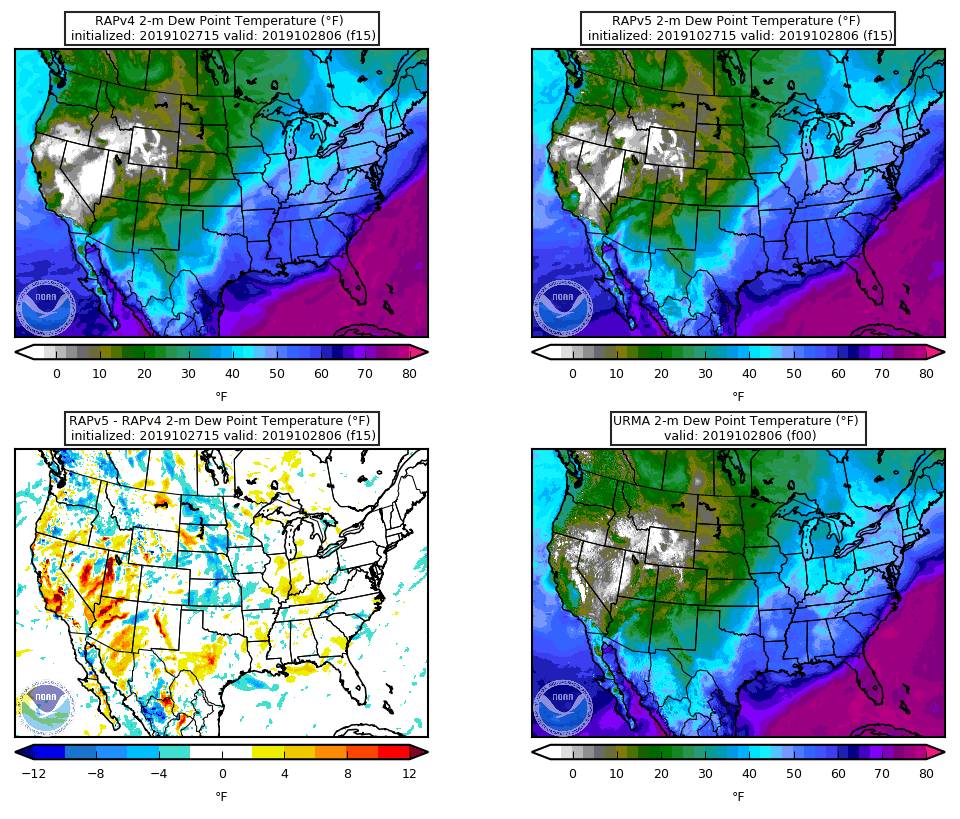 RAPv4 2-m Dew Point Temperature (°F)
initialized: 2019102715 valid: 2019102806 (f15)
RAPv5 2-m Dew Point Temperature (°F)
initialized: 2019102715 valid: 2019102806 (f15)
noaa
noaa
0 10 20 30 40 50 60 70 80
°F
0 10 20 30 40 50 60 70 80
°F
RAPv5 - RAPv4 2-m Dew Point Temperature (°F)
initialized: 2019102715 valid: 2019102806 (f15)
URMA 2-m Dew Point Temperature (°F)
valid: 2019102806 (f00)
noaa
noaa
−12 −8 −4 0 4 8 12
°F
0 10 20 30 40 50 60 70 80
°F